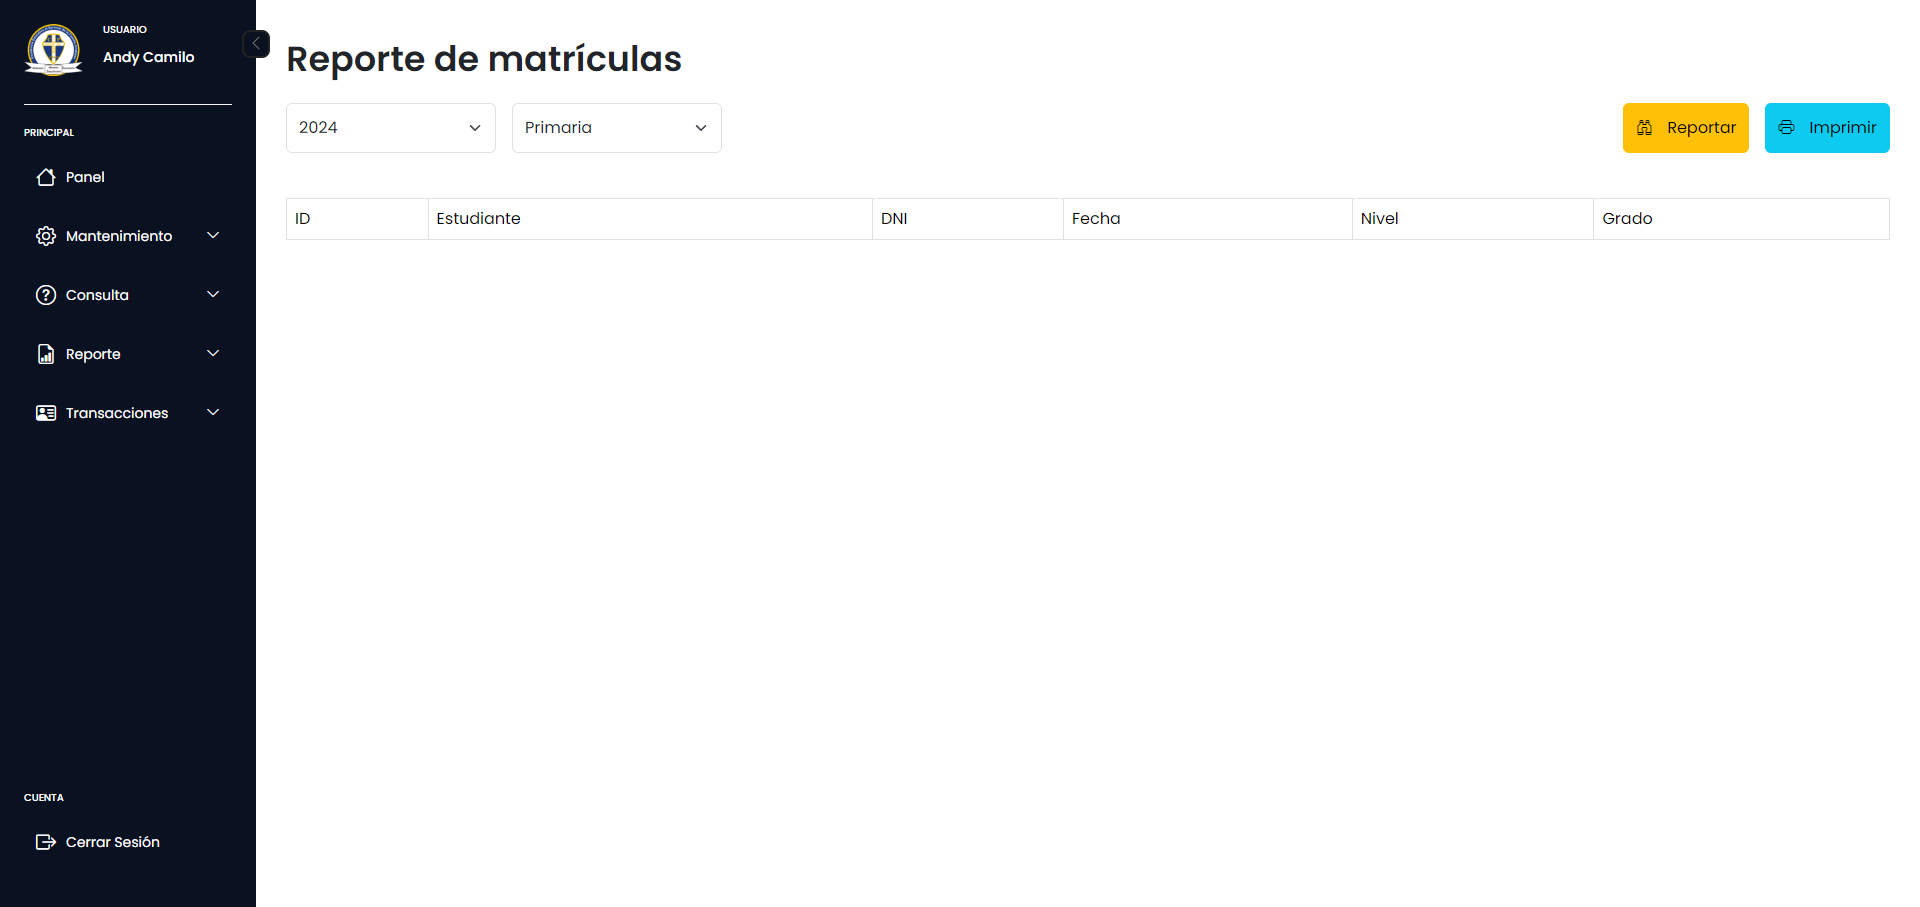 USUARIO
Andy Camilo
PRINCIPAL
Panel
Mantenimiento
Consulta
Reporte
Transacciones
CUENTA
Cerrar Sesión
Reporte de matrículas
2024
Primaria
Reportar
Imprimir
ID Estudiante DNI Fecha Nivel Grado